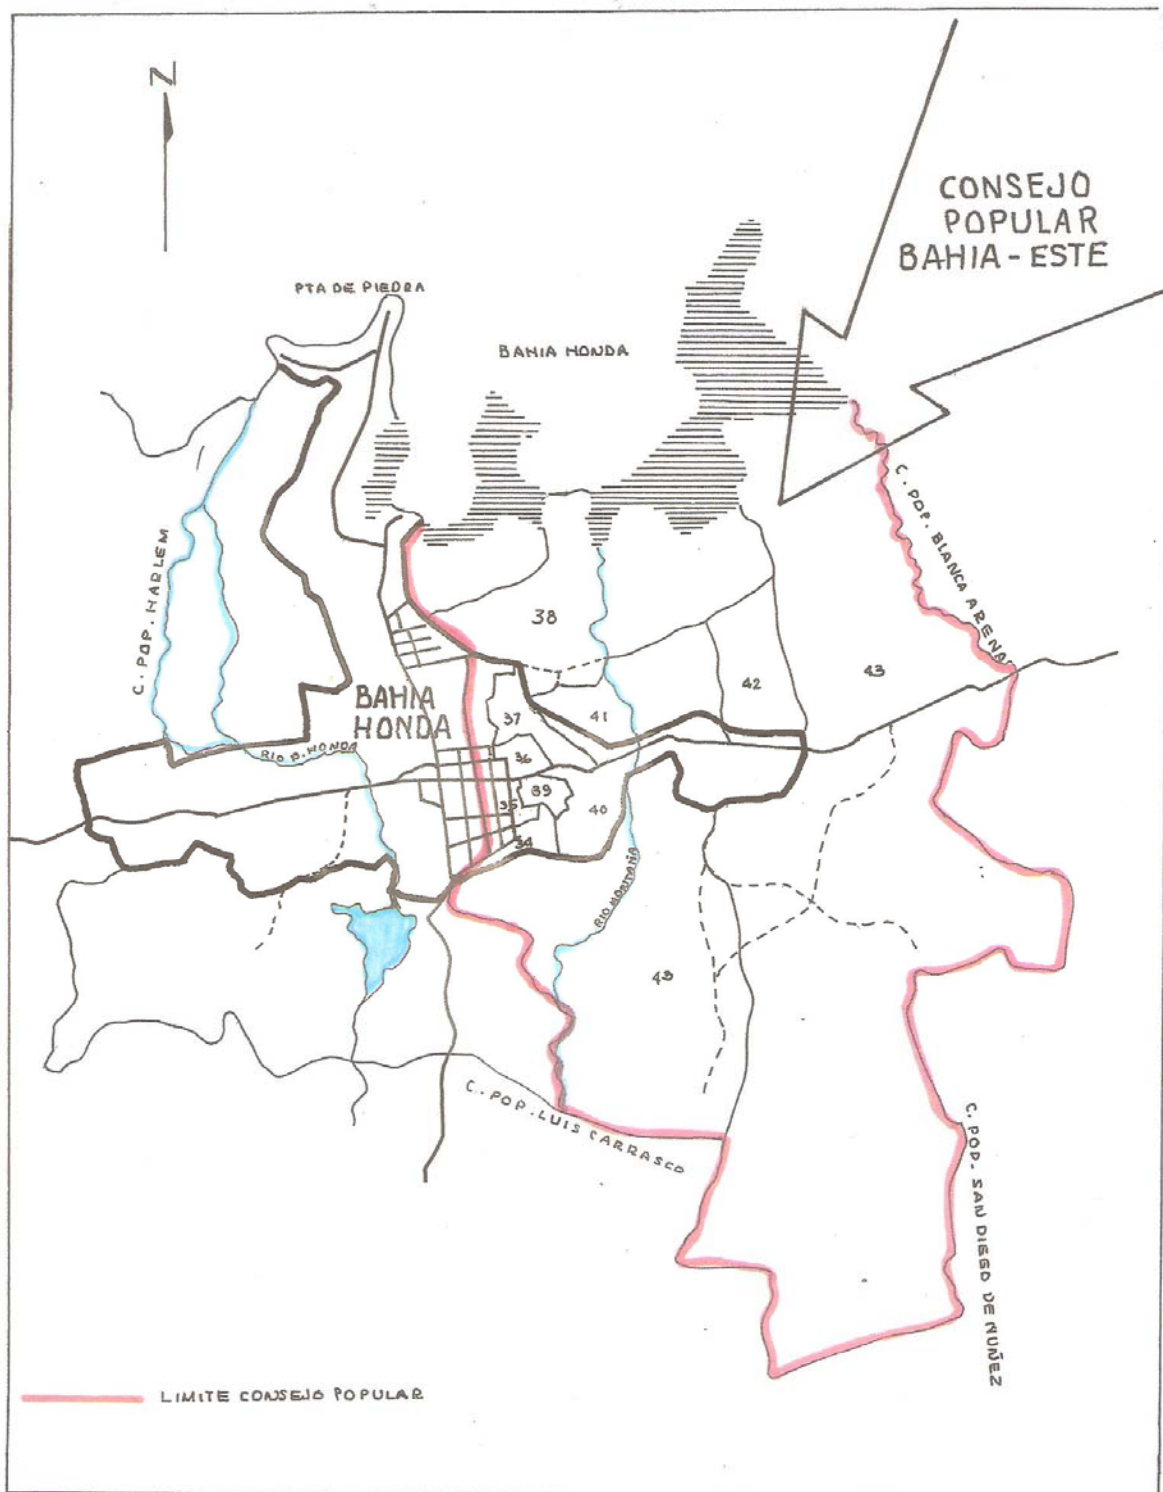 N
CONSEJO
POPULAR
BAHIA - ESTE
PTA DE PIEDRA
BAHIA HONDA
C. POP. BLANCA ARENA
C. POP. HARLEM
38
43
42
BAHIA
HONDA
37
41
RIO B. HONDA
36
39
35
40
34
RIO MONTAÑA
43
C. POP. LUIS CARRASCO
C. POP. SAN DIEGO DE NUÑEZ
LIMITE CONSEJO POPULAR